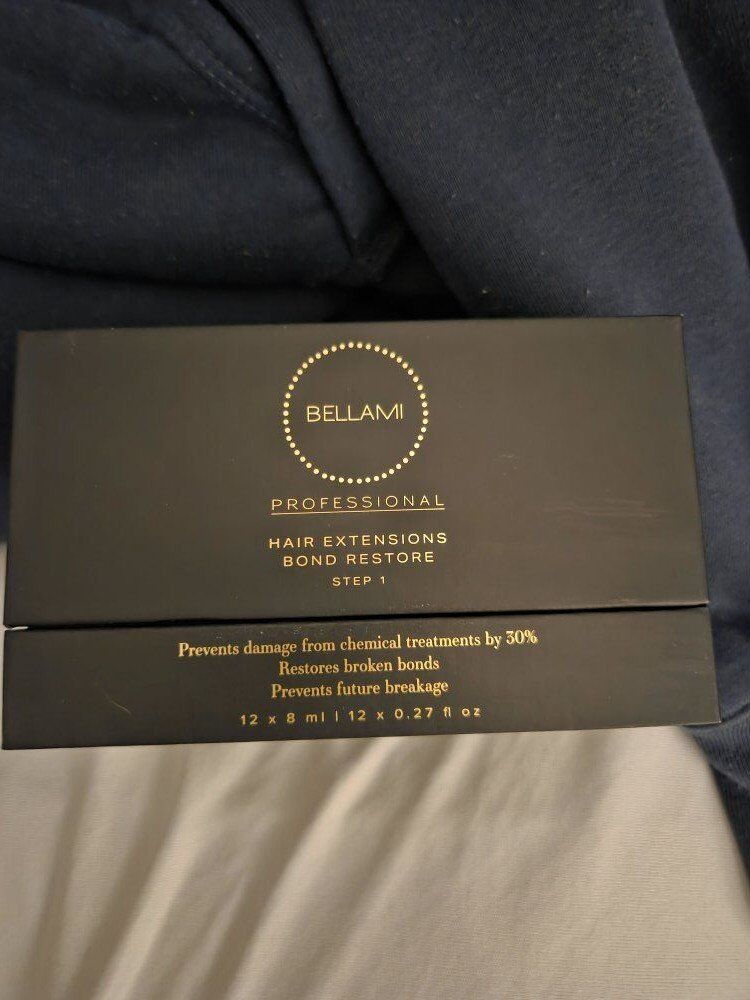 BELLAMI
PROFESSIONAL
HAIR EXTENSIONS
BOND RESTORE
STEP 1
Prevents damage from chemical treatments by 30%
Restores broken bonds
Prevents future breakage
12 x 8 ml | 12 x 0.27 fl oz